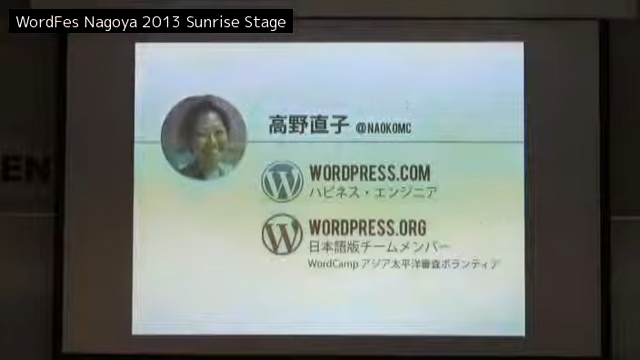 WordFes Nagoya 2013 Sunrise Stage
高野直子 @NAOKOMC
EN
WORDPRESS.COM
ハピネス・エンジニア
WORDPRESS.ORG
日本語版チームメンバー
WordCamp アジア太平洋審査ボランティア